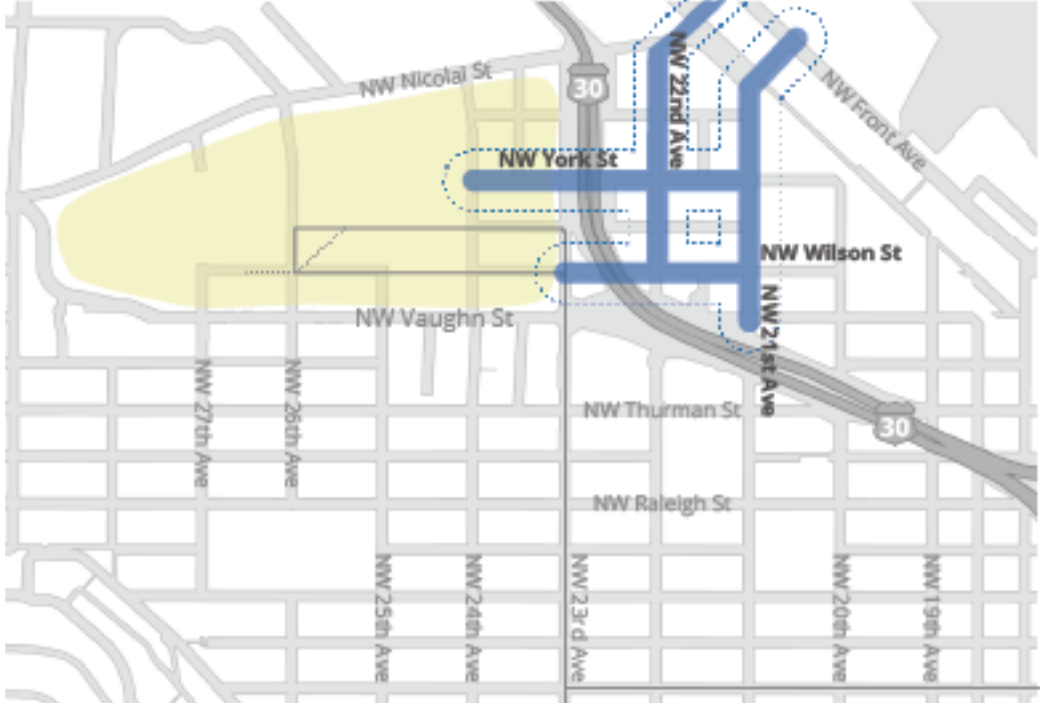 NW Nicolai St
30
NW 22nd Ave
NW Front Ave
NW York St
NW Wilson St
NW Vaughn St
NW 21st Ave
NW 27th Ave
NW 26th Ave
NW Thurman St
30
NW Raleigh St
NW 25th Ave
NW 24th Ave
NW 23rd Ave
NW 20th Ave
NW 19th Ave